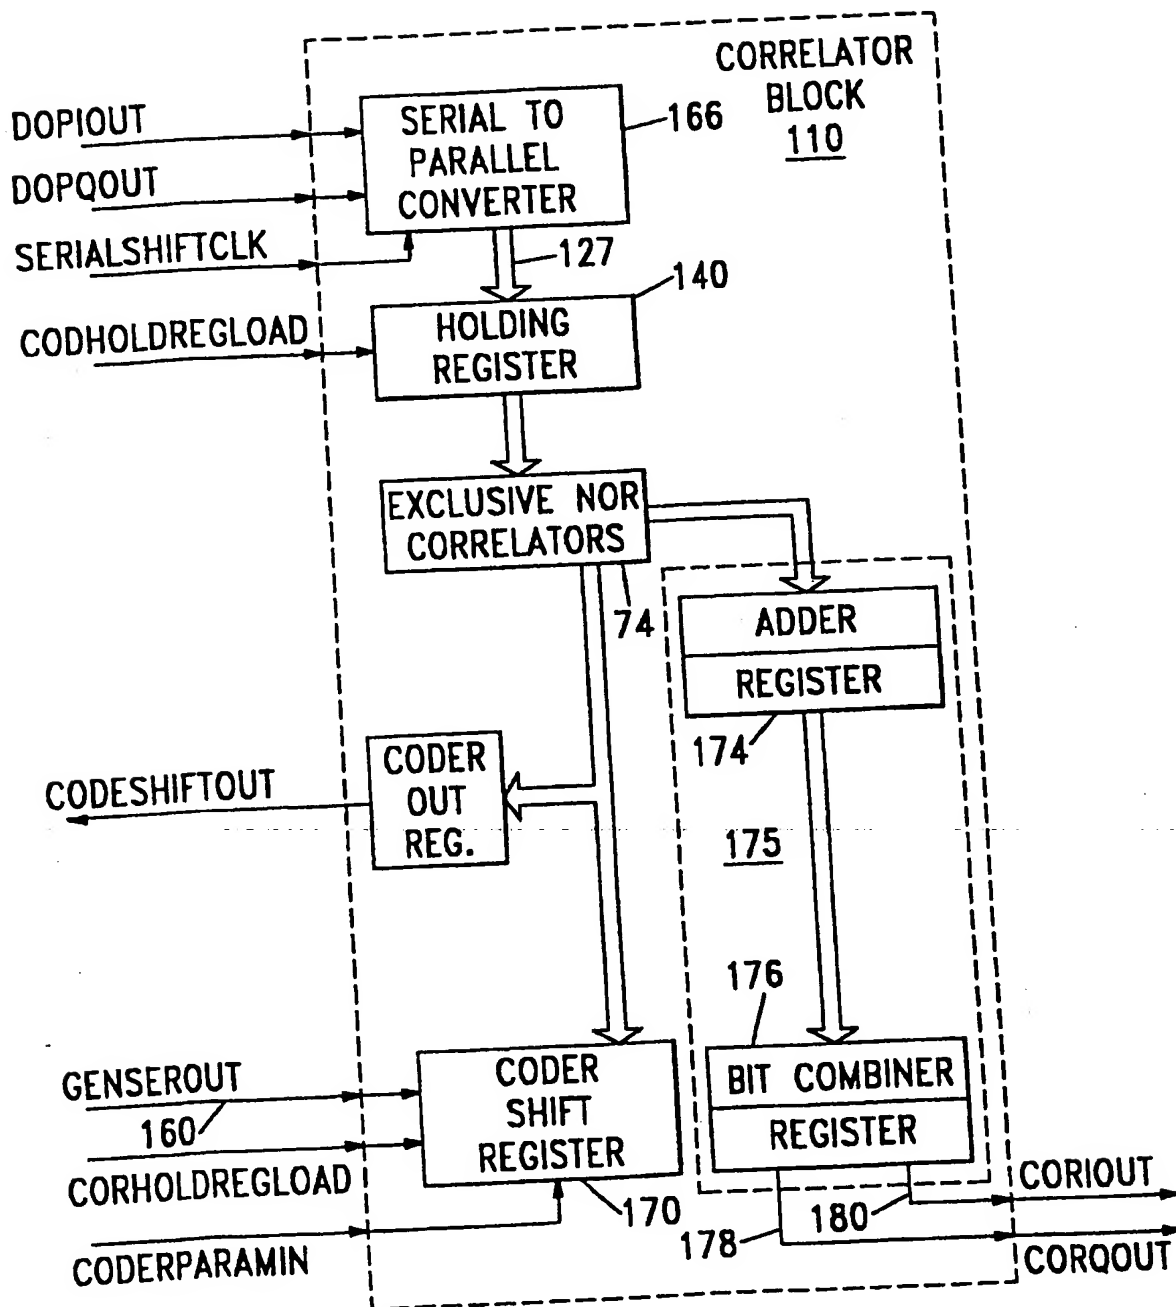 CORRELATOR
BLOCK
110
DOPIOUT
SERIAL TO
PARALLEL
CONVERTER
166
DOPQOUT
SERIALSHIFTCLK
127
140
CODHOLDREGLOAD
HOLDING
REGISTER
EXCLUSIVE NOR
CORRELATORS
74
ADDER
REGISTER
174
CODESHIFTOUT
CODER
OUT
REG.
175
176
GENSEROUT
160
CORHOLDREGLOAD
CODERPARAMIN
CODER
SHIFT
REGISTER
170
BIT COMBINER
REGISTER
178
180
CORIOUT
CORQOUT